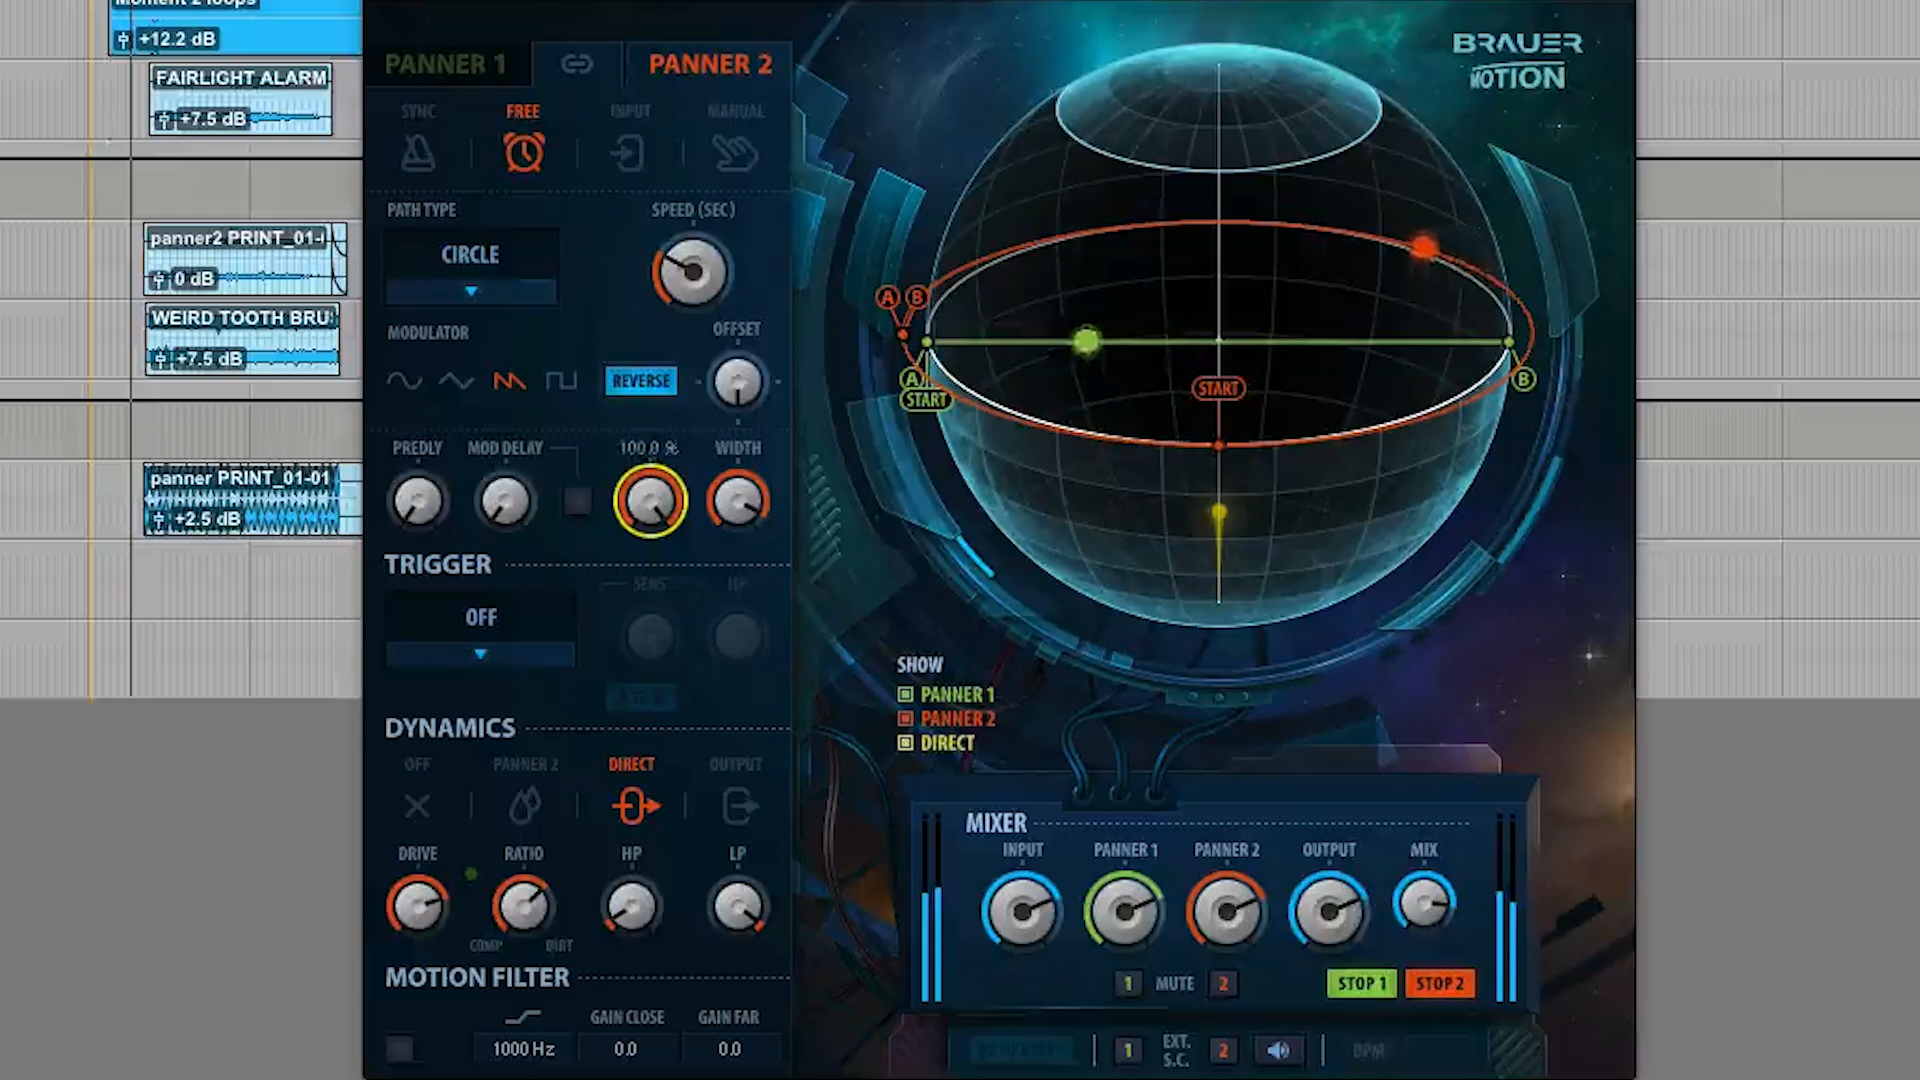 Moment 2 loops
+12.2 dB
FAIRLIGHT ALARM
+7.5 dB
panner2 PRINT_01-
0 dB
WEIRD TOOTH BRU
+7.5 dB
panner PRINT_01-01
+2.5 dB
PANNER 1
PANNER 2
SYNC
FREE
INPUT
MANUAL
PATH TYPE
SPEED (SEC)
CIRCLE
MODULATOR
OFFSET
REVERSE
PREDLY
MOD DELAY
100.0 %
WIDTH
TRIGGER
SENS
OFF
DYNAMICS
OFF
PANNER 2
DIRECT
OUTPUT
DRIVE
RATIO
HP
LP
COMP
DIRT
MOTION FILTER
GAIN CLOSE
GAIN FAR
1000 Hz
0.0
0.0
BRAUER
MOTION
A B
A
START
START
B
SHOW
PANNER 1
PANNER 2
DIRECT
MIXER
INPUT
PANNER 1
PANNER 2
OUTPUT
MIX
1 MUTE 2
STOP 1
STOP 2
1 EXT. S.C. 2
BPM